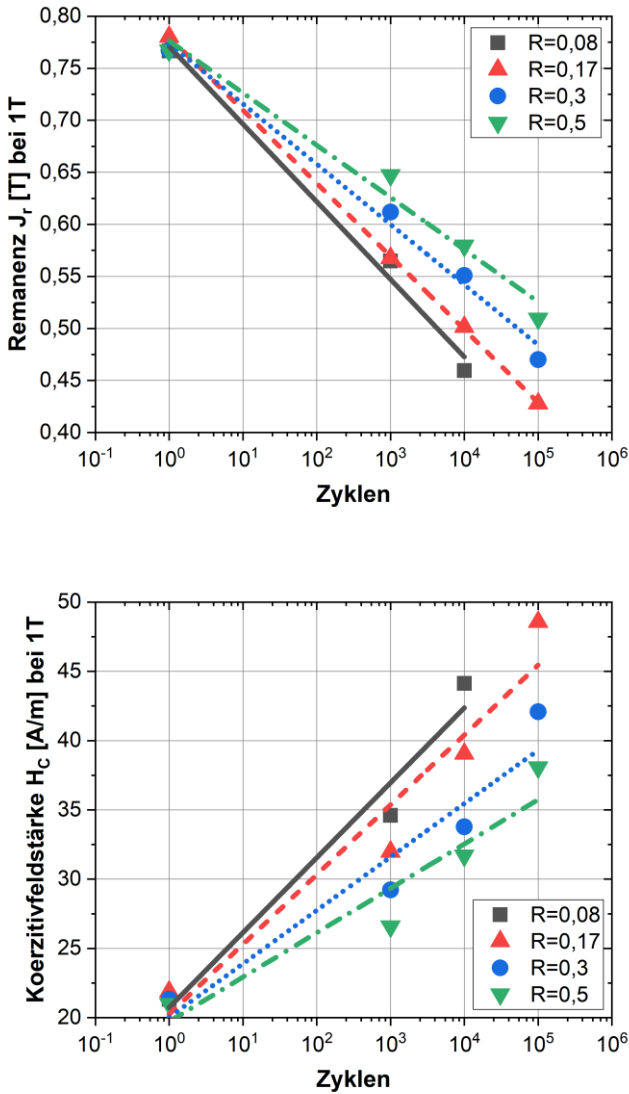 Remanenz Jr [T] bei 1T
0,80
0,75
0,70
0,65
0,60
0,55
0,50
0,45
0,40
R=0,08
R=0,17
R=0,3
R=0,5
10-1 100 101 102 103 104 105 106
Zyklen
Koerzitivfeldstärke HC [A/m] bei 1T
50
45
40
35
30
25
20
R=0,08
R=0,17
R=0,3
R=0,5
10-1 100 101 102 103 104 105 106
Zyklen